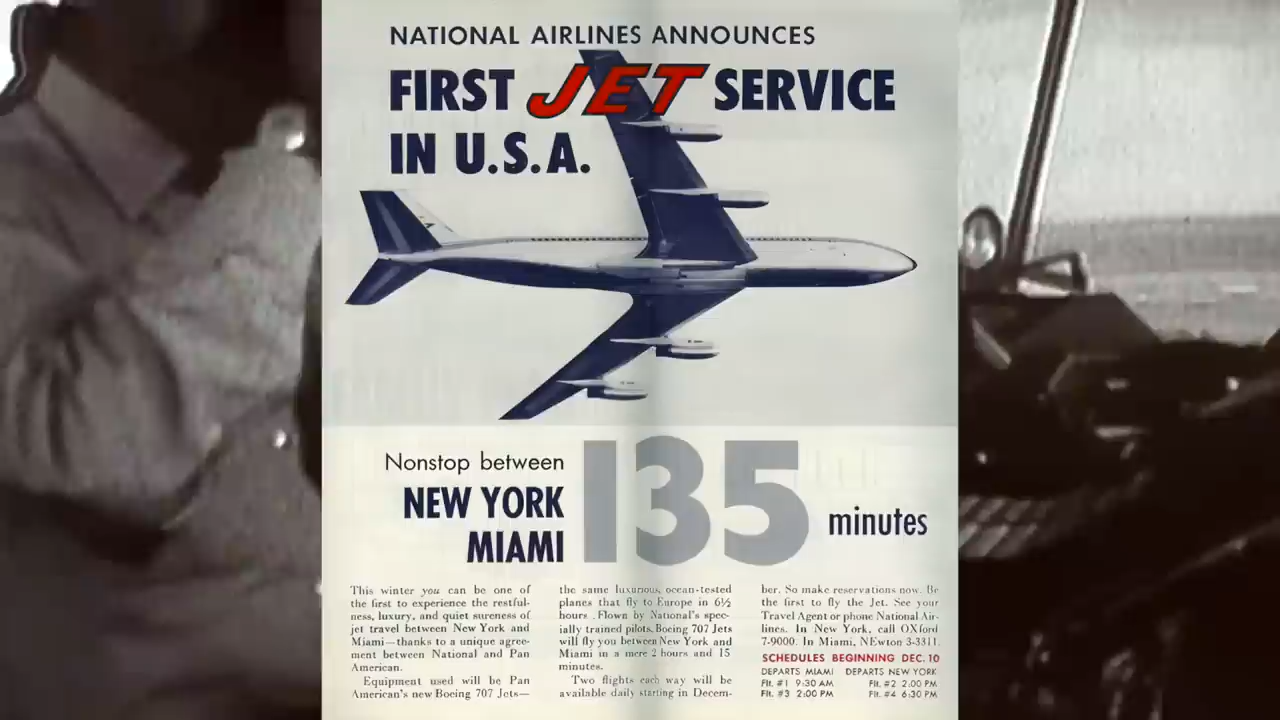 NATIONAL AIRLINES ANNOUNCES
FIRST JET SERVICE
IN U.S.A.
Nonstop between
NEW YORK
MIAMI
135
minutes
This winter you can be one of
the first to experience the restful-
ness, luxury, and quiet sureness of
jet travel between New York and
Miami—thanks to a unique agree-
ment between National and Pan
American.
Equipment used will be Pan
American's new Boeing 707 Jets—
the same luxurious, ocean-tested
planes that fly to Europe in 6½
hours. Flown by National's spec-
ially trained pilots, Boeing 707 Jets
will fly you between New York and
Miami in a mere 2 hours and 15
minutes.
Two flights each way will be
available daily starting in Decem-
ber. So make reservations now. Be
the first to fly the Jet. See your
Travel Agent or phone National Air-
lines. In New York, call OXford
7-9000. In Miami, NEwton 3-3311.
SCHEDULES BEGINNING DEC. 10
DEPARTS MIAMI DEPARTS NEW YORK
Flt. #1 9:30 AM Flt. #2 2:00 PM
Flt. #3 2:00 PM Flt. #4 6:30 PM